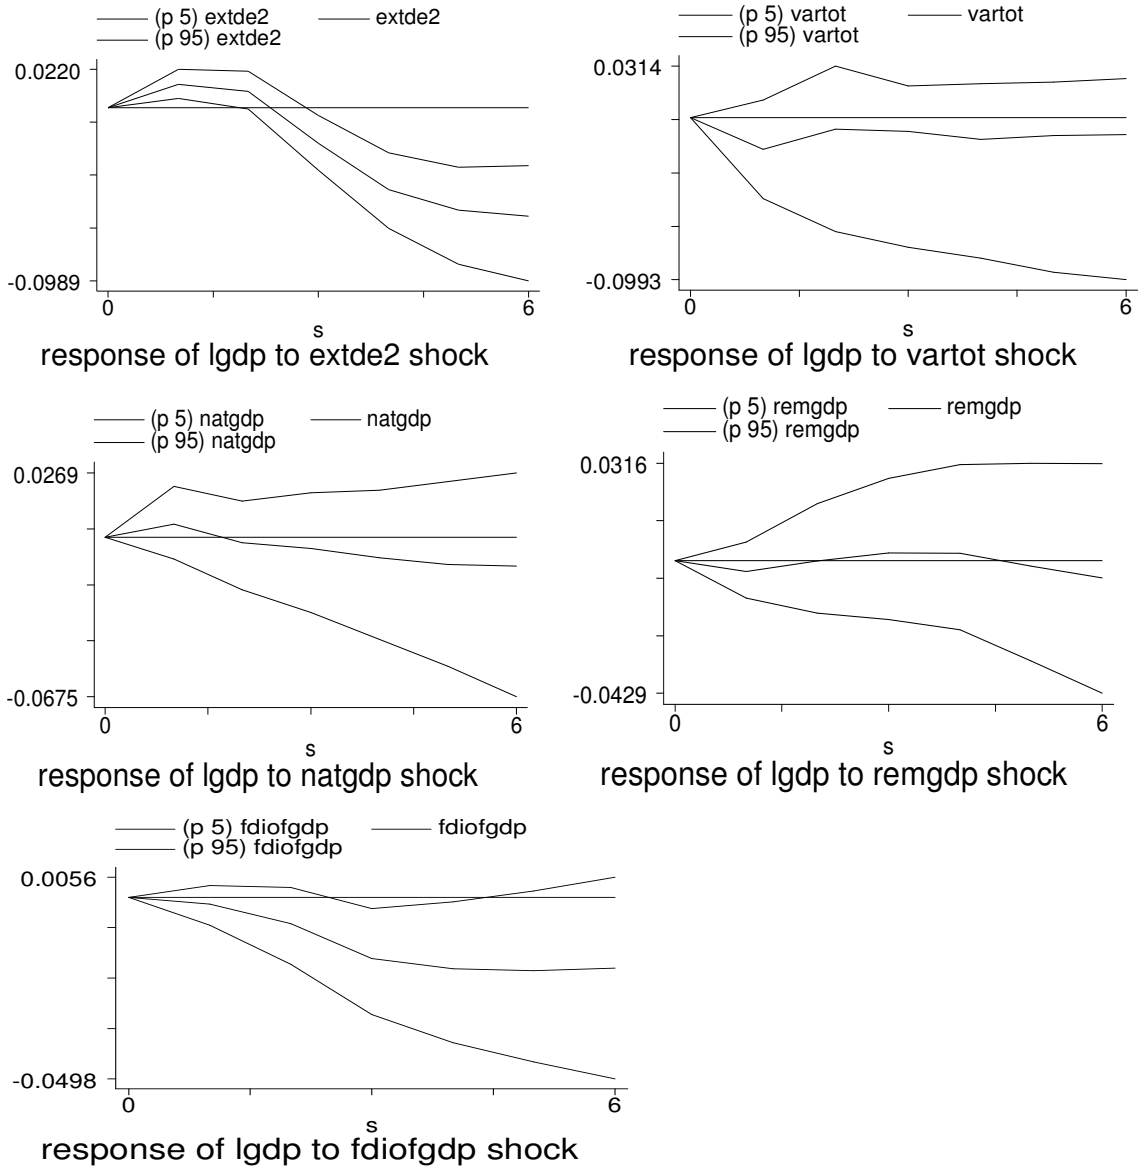 (p 5) extde2 extde2
(p 95) extde2
0.0220
-0.0989
0 6
s
response of lgdp to extde2 shock
(p 5) vartot vartot
(p 95) vartot
0.0314
-0.0993
0 6
s
response of lgdp to vartot shock
(p 5) natgdp natgdp
(p 95) natgdp
0.0269
-0.0675
0 6
s
response of lgdp to natgdp shock
(p 5) remgdp remgdp
(p 95) remgdp
0.0316
-0.0429
0 6
s
response of lgdp to remgdp shock
(p 5) fdiofgdp fdiofgdp
(p 95) fdiofgdp
0.0056
-0.0498
0 6
s
response of lgdp to fdiofgdp shock